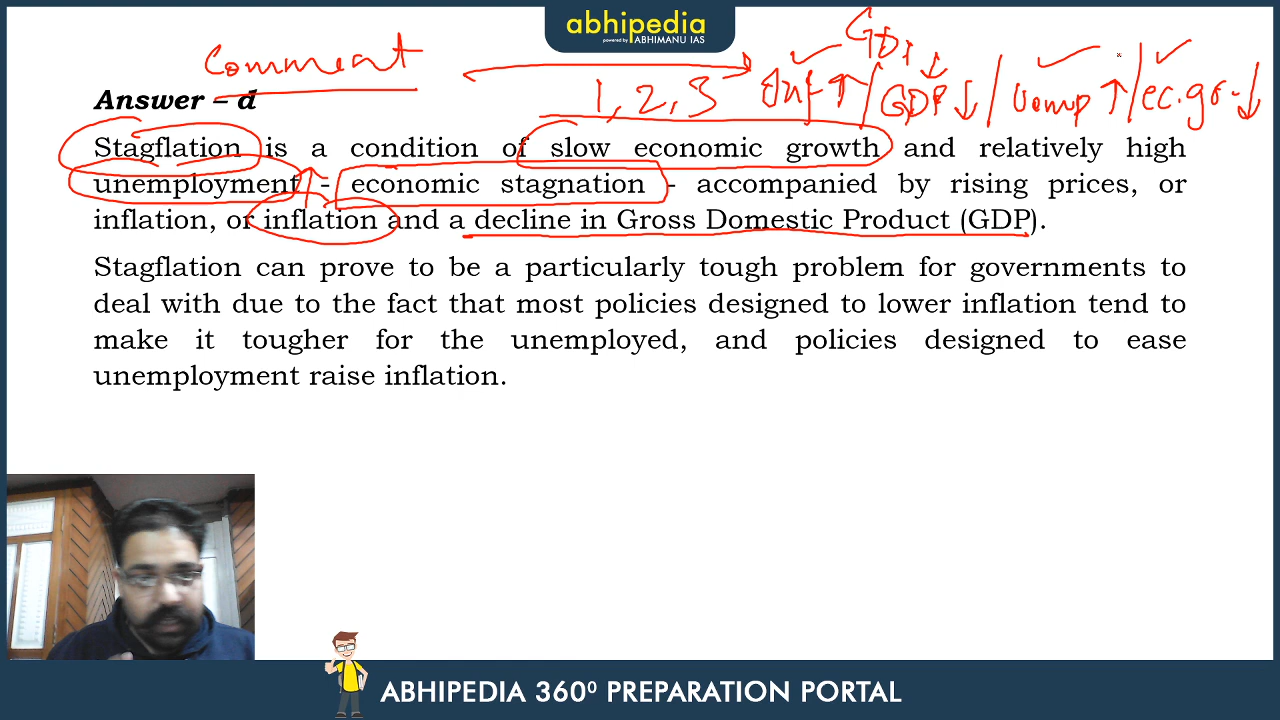 abhipedia
powered by ABHIMANU IAS
Comment
GDP↓
1, 2, 3 Inf ↑ / GDP ↓ / Unemp ↑ / ec. gr. ↓
Answer – d
Stagflation is a condition of slow economic growth and relatively high
unemployment - economic stagnation - accompanied by rising prices, or
inflation, or inflation and a decline in Gross Domestic Product (GDP).
Stagflation can prove to be a particularly tough problem for governments to
deal with due to the fact that most policies designed to lower inflation tend to
make it tougher for the unemployed, and policies designed to ease
unemployment raise inflation.
ABHIPEDIA 360⁰ PREPARATION PORTAL